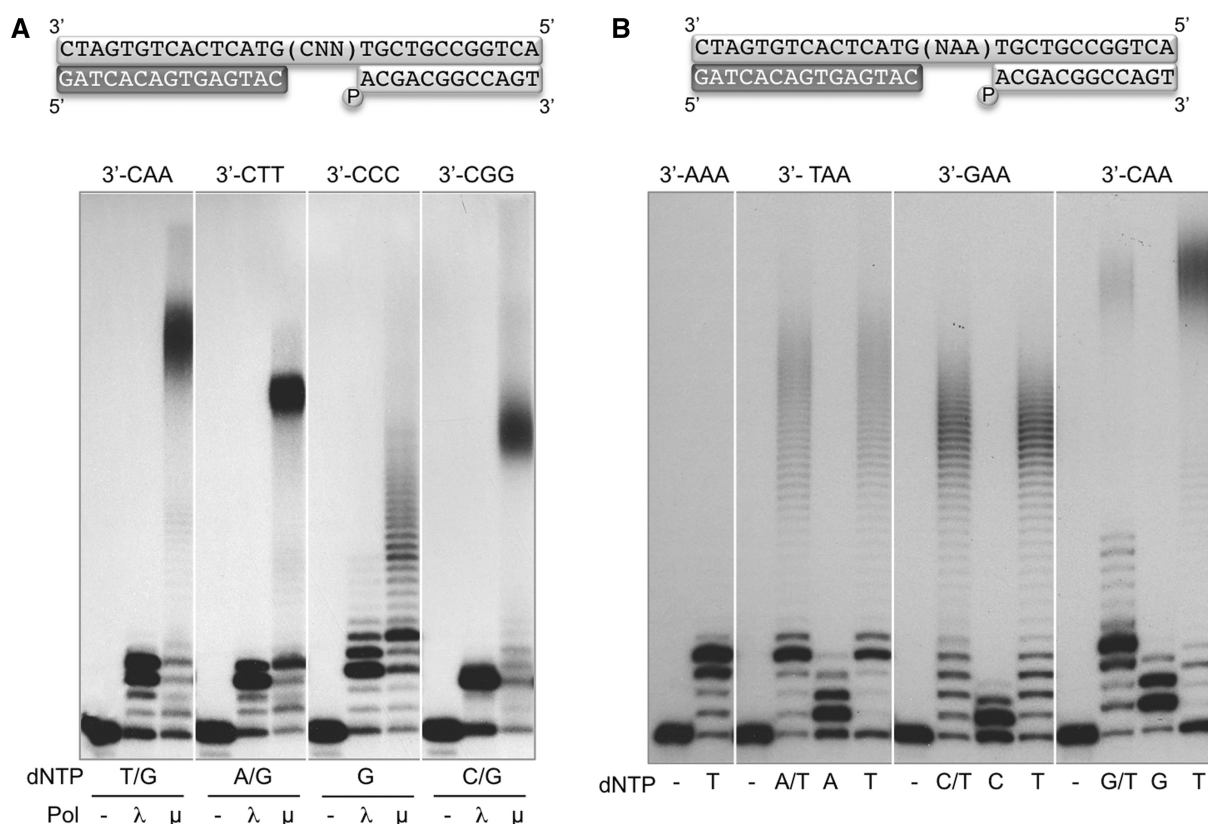 A
3’ 5’
CTAGTGTCACTCATG(CNN)TGCTGCCGGTCA
GATCACAGTGAGTAC ACGACGGCCAGT
P
5’ 3’
3’-CAA 3’-CTT 3’-CCC 3’-CGG
dNTP T/G A/G G C/G
Pol - λ μ - λ μ - λ μ - λ μ
B
3’ 5’
CTAGTGTCACTCATG(NAA)TGCTGCCGGTCA
GATCACAGTGAGTAC ACGACGGCCAGT
P
5’ 3’
3’-AAA 3’- TAA 3’-GAA 3’-CAA
dNTP - T - A/T A T - C/T C T - G/T G T